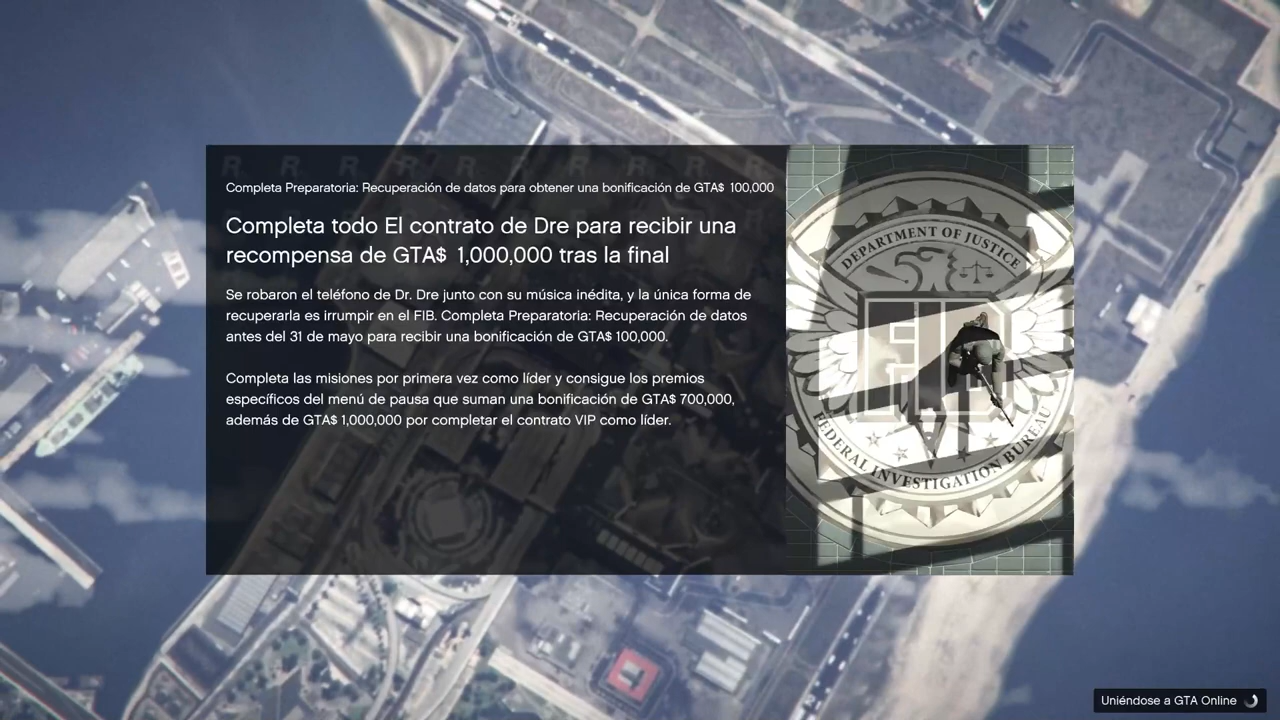 Completa Preparatoria: Recuperación de datos para obtener una bonificación de GTA$ 100,000
Completa todo El contrato de Dre para recibir una
recompensa de GTA$ 1,000,000 tras la final
Se robaron el teléfono de Dr. Dre junto con su música inédita, y la única forma de
recuperarla es irrumpir en el FIB. Completa Preparatoria: Recuperación de datos
antes del 31 de mayo para recibir una bonificación de GTA$ 100,000.
Completa las misiones por primera vez como líder y consigue los premios
específicos del menú de pausa que suman una bonificación de GTA$ 700,000,
además de GTA$ 1,000,000 por completar el contrato VIP como líder.
DEPARTMENT OF JUSTICE
FIB
FEDERAL INVESTIGATION BUREAU
Uniéndose a GTA Online